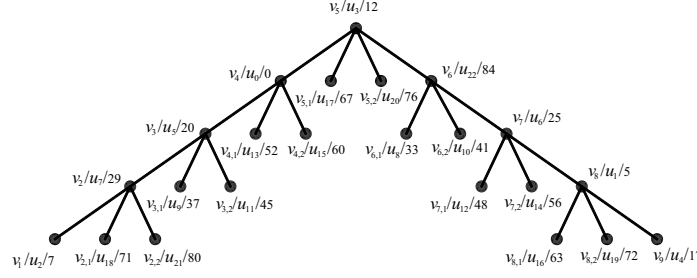 v₅/u₃/12
v₄/u₀/0
v₆/u₂₂/84
v₅,₁/u₁₇/67
v₅,₂/u₂₀/76
v₃/u₅/20
v₇/u₆/25
v₄,₁/u₁₃/52
v₄,₂/u₁₅/60
v₆,₁/u₈/33
v₆,₂/u₁₀/41
v₂/u₇/29
v₈/u₁/5
v₃,₁/u₉/37
v₃,₂/u₁₁/45
v₇,₁/u₁₂/48
v₇,₂/u₁₄/56
v₁/u₂/7
v₂,₁/u₁₈/71
v₂,₂/u₂₁/80
v₈,₁/u₁₆/63
v₈,₂/u₁₉/72
v₉/u₄/1